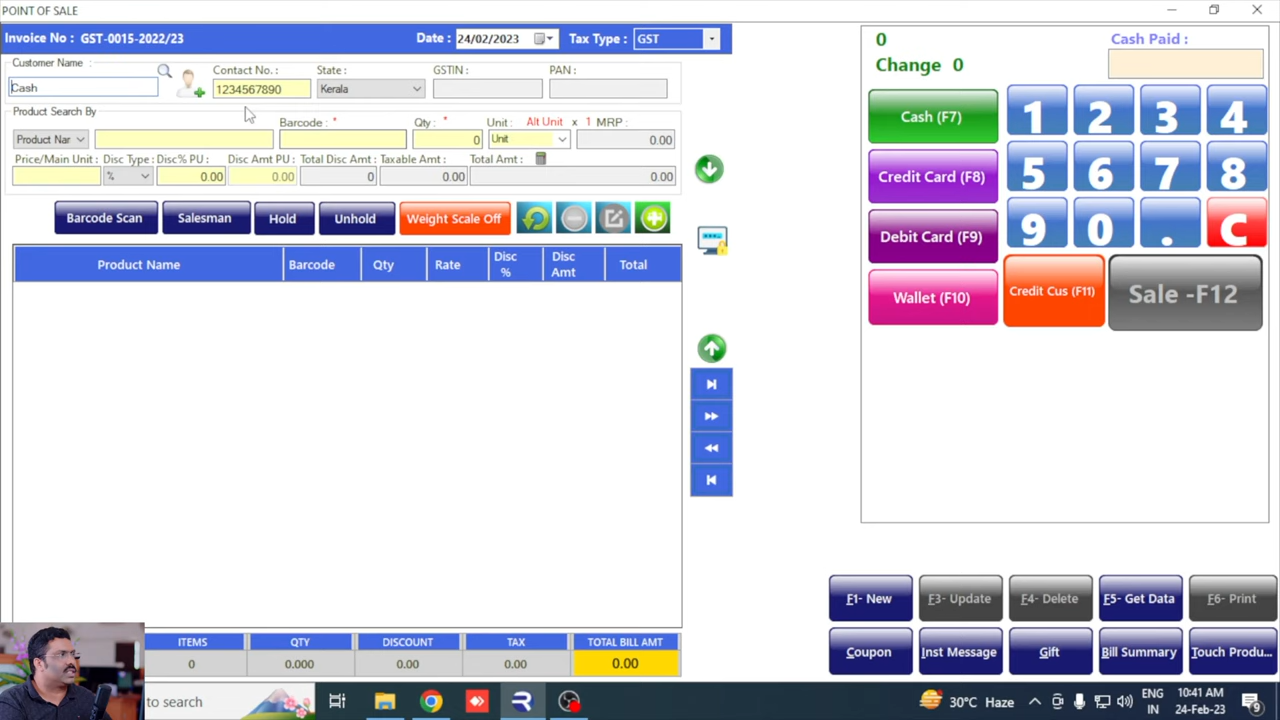 POINT OF SALE
Invoice No : GST-0015-2022/23
Date : 24/02/2023
Tax Type : GST
Customer Name :
Cash
Contact No. :
1234567890
State :
Kerala
GSTIN :
PAN :
Product Search By
Product Nar
Barcode : *
Qty : *
0
Unit : Alt Unit x 1
Unit
MRP :
0.00
Price/Main Unit :
Disc Type :
%
Disc% PU :
0.00
Disc Amt PU :
0.00
Total Disc Amt :
0
Taxable Amt :
0.00
Total Amt :
0.00
Barcode Scan
Salesman
Hold
Unhold
Weight Scale Off
Product Name
Barcode
Qty
Rate
Disc %
Disc Amt
Total
ITEMS
QTY
DISCOUNT
TAX
TOTAL BILL AMT
0
0.000
0.00
0.00
0.00
0
Change 0
Cash Paid :
Cash (F7)
Credit Card (F8)
Debit Card (F9)
Wallet (F10)
1 2 3 4
5 6 7 8
9 0 . C
Credit Cus (F11)
Sale -F12
F1- New
F3- Update
F4- Delete
F5- Get Data
F6- Print
Coupon
Inst Message
Gift
Bill Summary
Touch Produ...
to search
30°C Haze
ENG
IN
10:41 AM
24-Feb-23
9